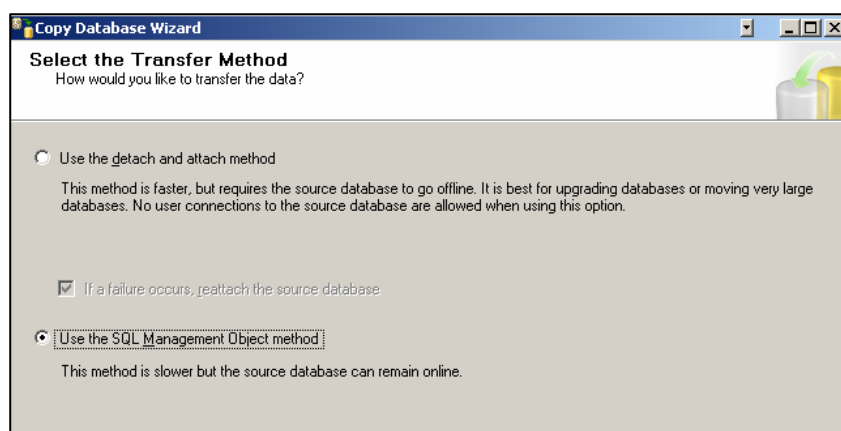 Copy Database Wizard
Select the Transfer Method
How would you like to transfer the data?
Use the detach and attach method
This method is faster, but requires the source database to go offline. It is best for upgrading databases or moving very large
databases. No user connections to the source database are allowed when using this option.
If a failure occurs, reattach the source database
Use the SQL Management Object method
This method is slower but the source database can remain online.